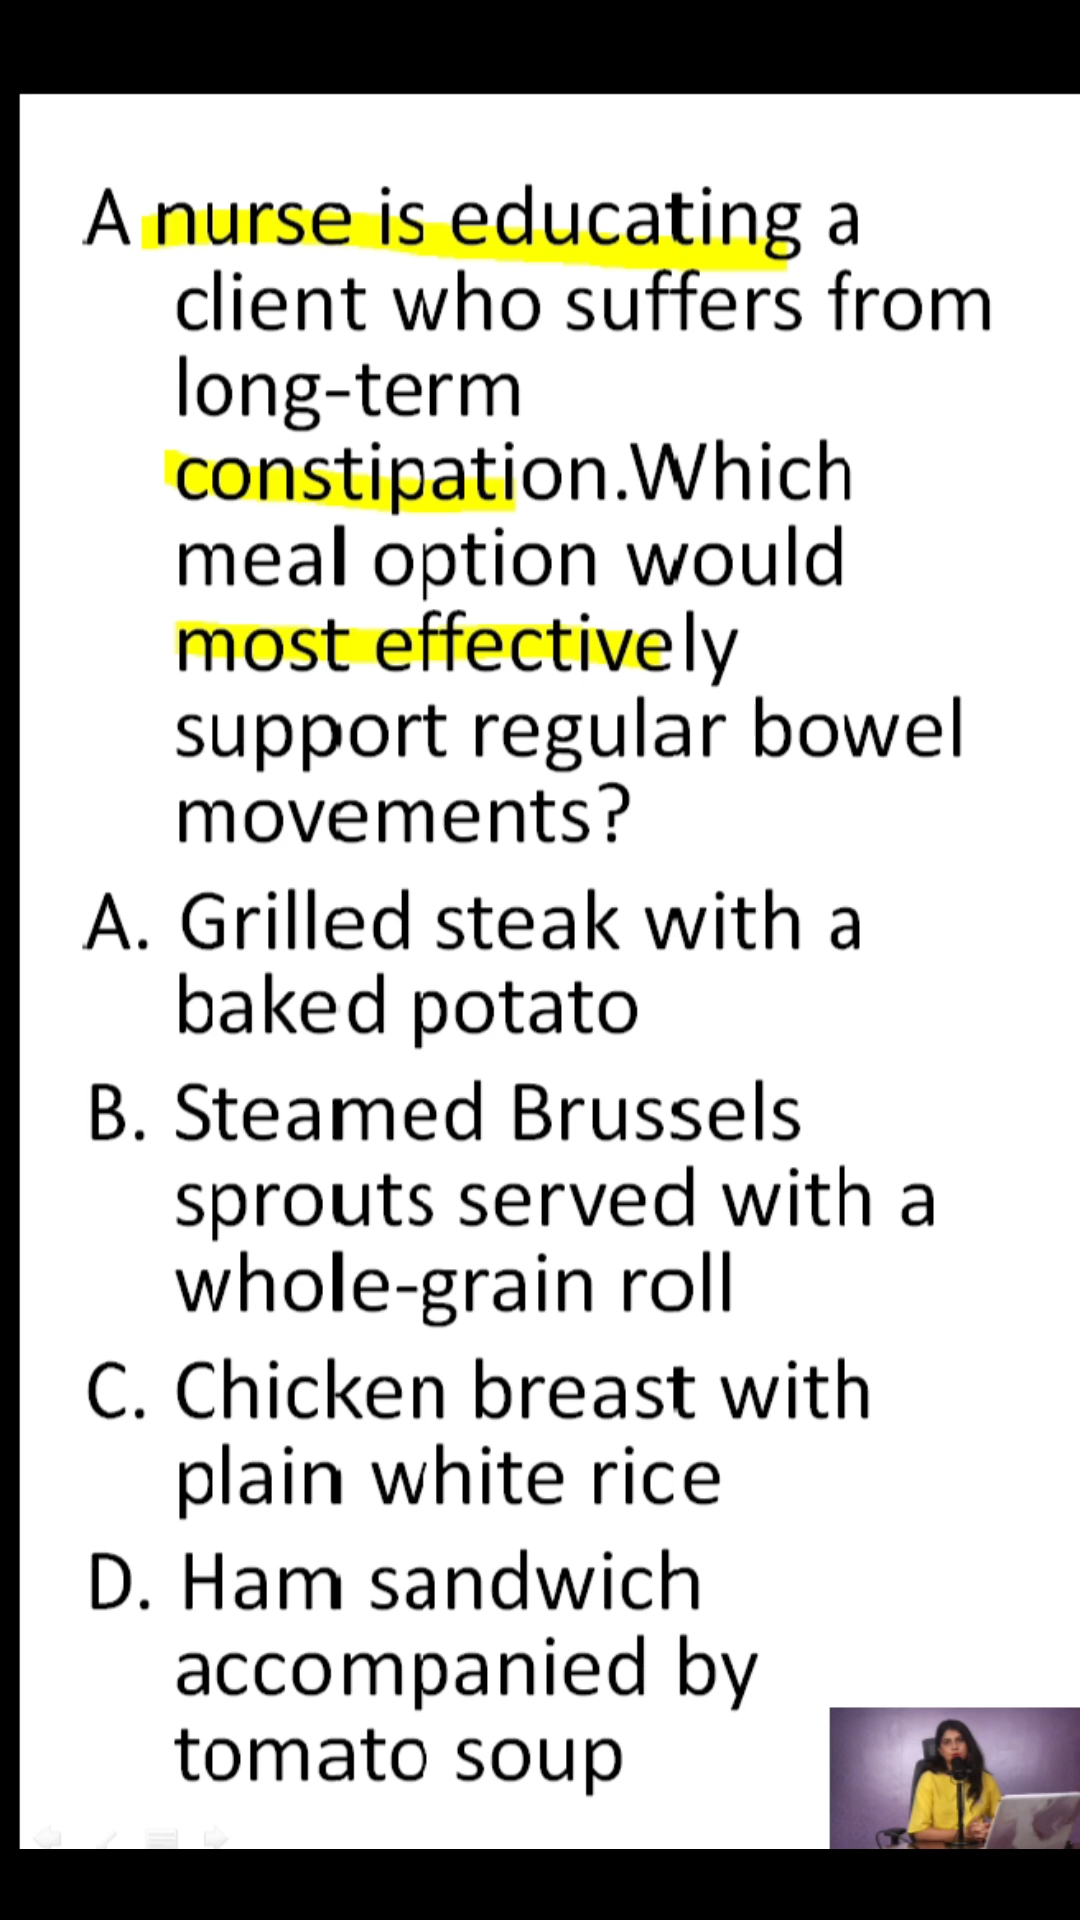 A nurse is educating a
client who suffers from
long-term
constipation.Which
meal option would
most effectively
support regular bowel
movements?
A. Grilled steak with a
baked potato
B. Steamed Brussels
sprouts served with a
whole-grain roll
C. Chicken breast with
plain white rice
D. Ham sandwich
accompanied by
tomato soup